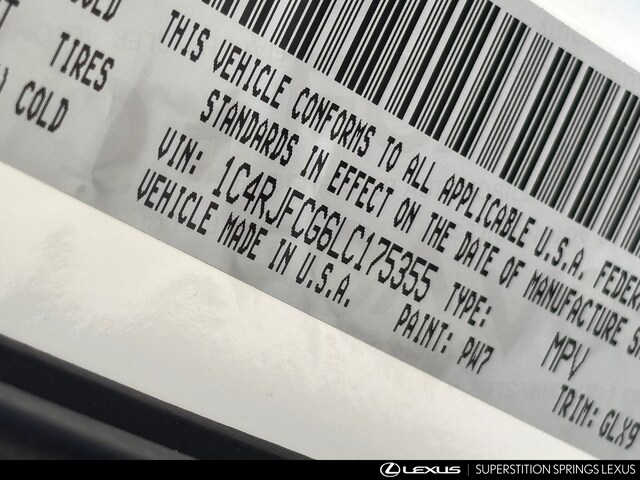 COLD
TIRES
COLD
THIS VEHICLE CONFORMS TO ALL APPLICABLE U.S.A. FEDER
STANDARDS IN EFFECT ON THE DATE OF MANUFACTURE S
VIN: 1C4RJFCG6LC175355 TYPE: MPV
VEHICLE MADE IN U.S.A. PAINT: PW7 TRIM: GLX9
LEXUS | SUPERSTITION SPRINGS LEXUS